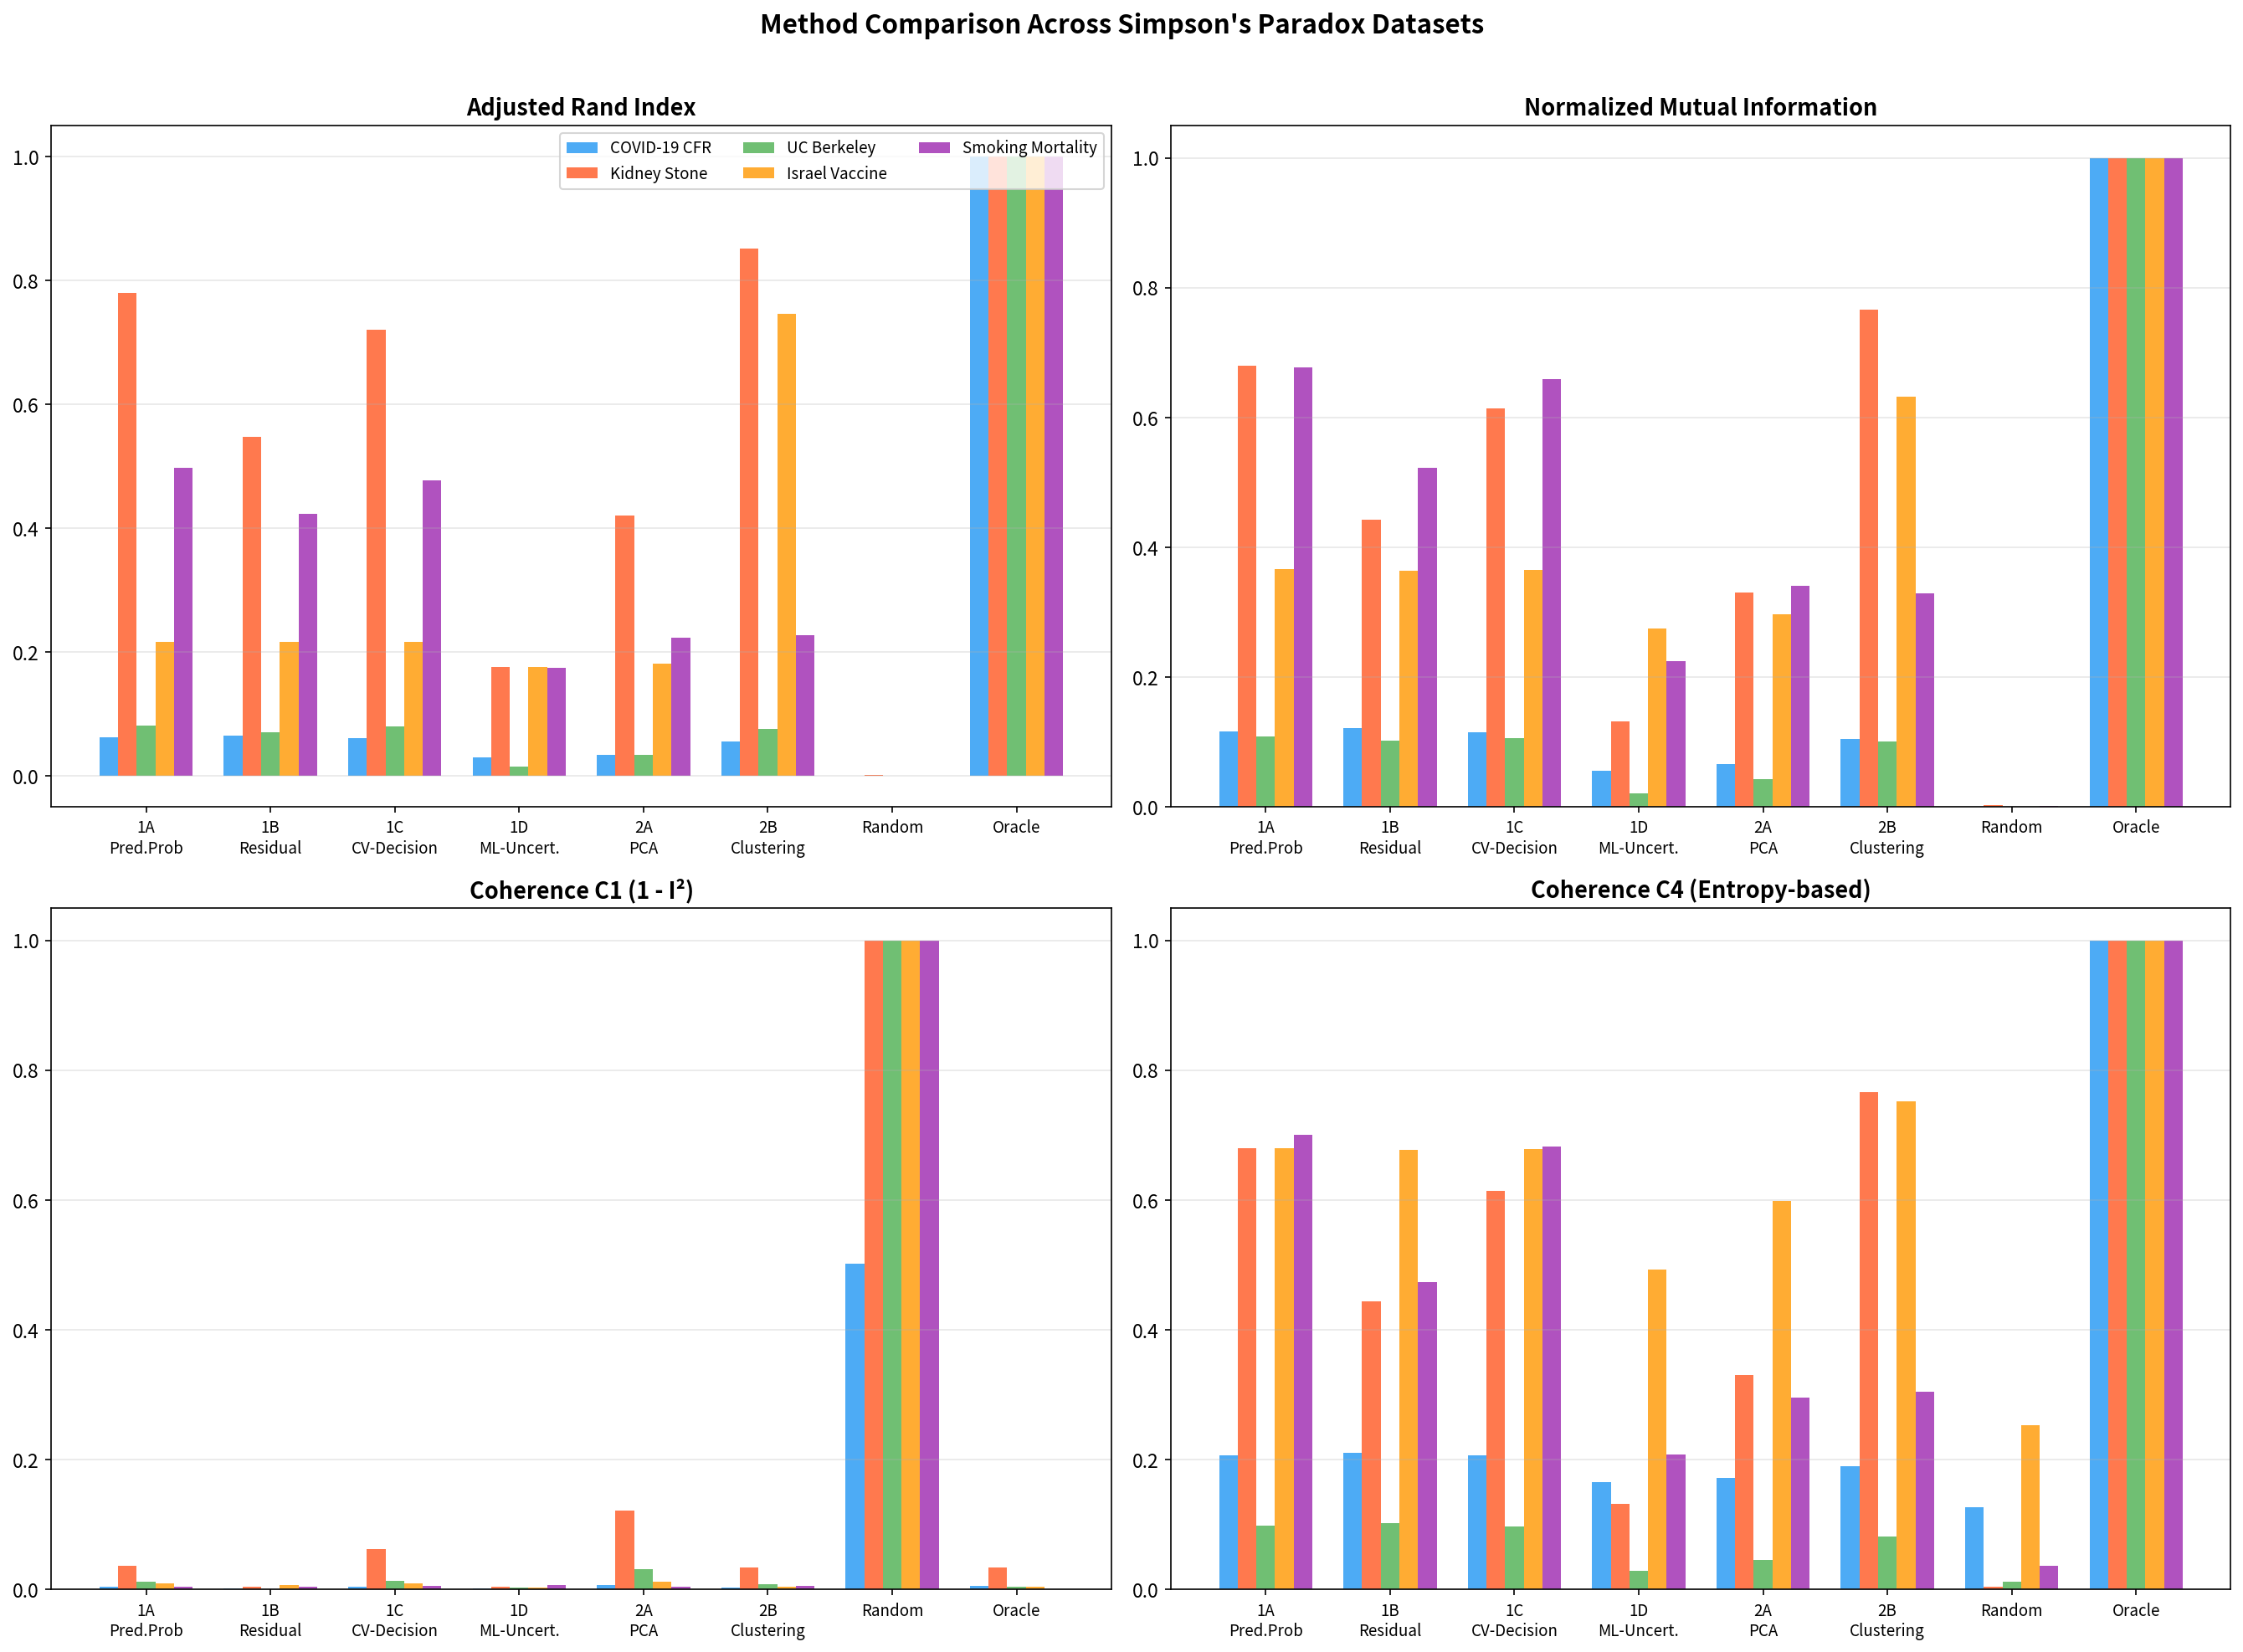 Method Comparison Across Simpson's Paradox Datasets
Adjusted Rand Index
COVID-19 CFR
Kidney Stone
UC Berkeley
Israel Vaccine
Smoking Mortality
1.0
0.8
0.6
0.4
0.2
0.0
1A
Pred.Prob
1B
Residual
1C
CV-Decision
1D
ML-Uncert.
2A
PCA
2B
Clustering
Random
Oracle
Normalized Mutual Information
1.0
0.8
0.6
0.4
0.2
0.0
1A
Pred.Prob
1B
Residual
1C
CV-Decision
1D
ML-Uncert.
2A
PCA
2B
Clustering
Random
Oracle
Coherence C1 (1 - I²)
1.0
0.8
0.6
0.4
0.2
0.0
1A
Pred.Prob
1B
Residual
1C
CV-Decision
1D
ML-Uncert.
2A
PCA
2B
Clustering
Random
Oracle
Coherence C4 (Entropy-based)
1.0
0.8
0.6
0.4
0.2
0.0
1A
Pred.Prob
1B
Residual
1C
CV-Decision
1D
ML-Uncert.
2A
PCA
2B
Clustering
Random
Oracle